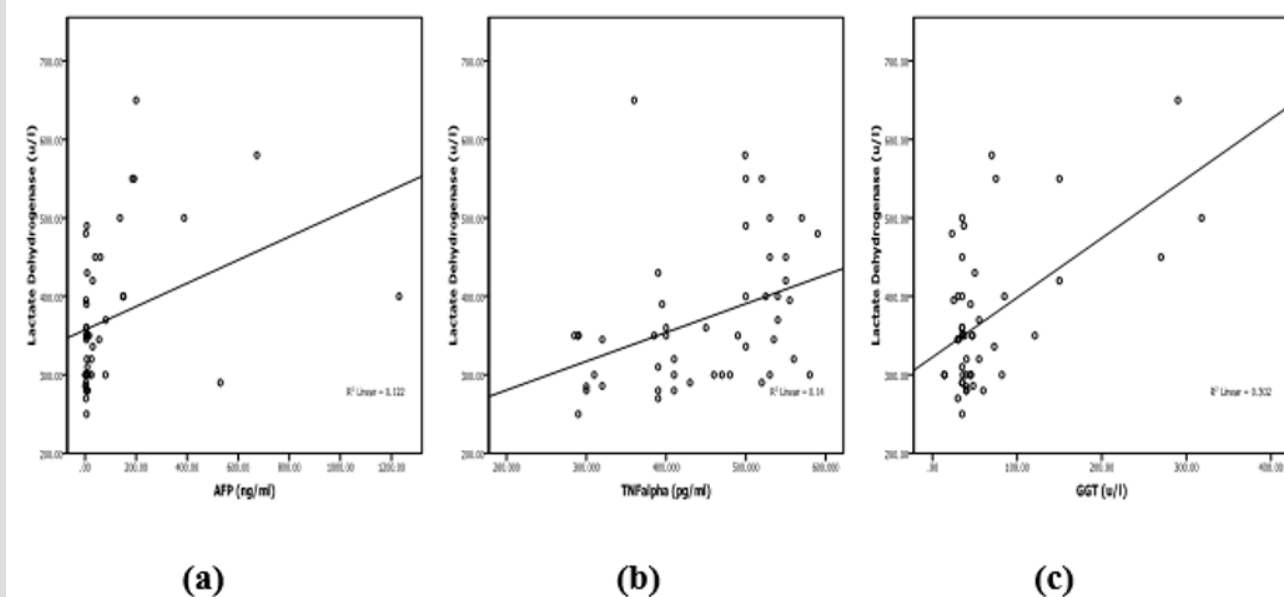 Lactate Dehydrogenase (u/l)
700.00
600.00
500.00
400.00
300.00
200.00
R² Linear = 0.122
.00
200.00
400.00
600.00
800.00
1000.00
1200.00
AFP (ng/ml)
(a)
Lactate Dehydrogenase (u/l)
700.00
600.00
500.00
400.00
300.00
200.00
R² Linear = 0.14
200.000
300.000
400.000
500.000
600.000
TNFalpha (pg/ml)
(b)
Lactate Dehydrogenase (u/l)
700.00
600.00
500.00
400.00
300.00
200.00
R² Linear = 0.302
.00
100.00
200.00
300.00
400.00
GGT (u/l)
(c)